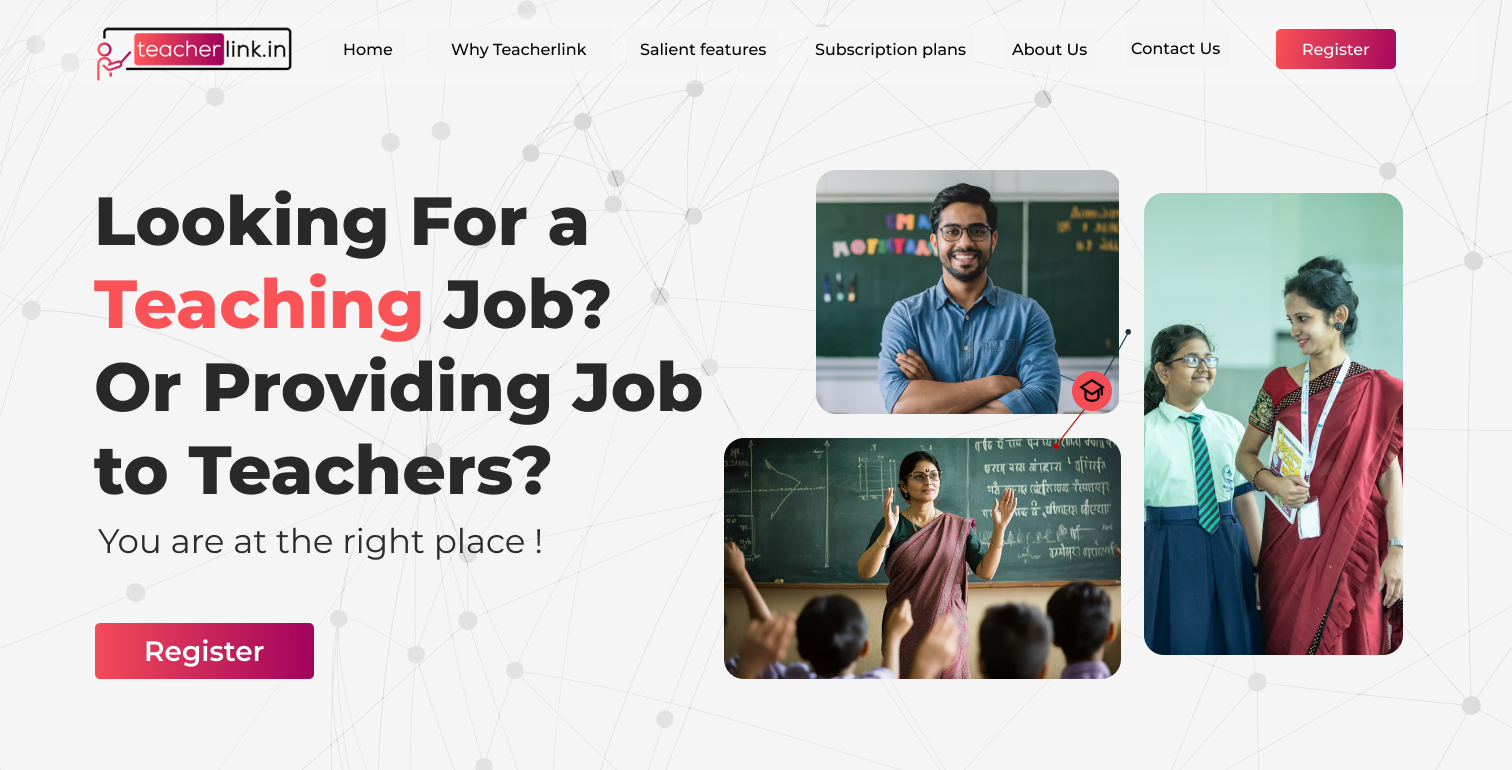 teacherlink.in
Home
Why Teacherlink
Salient features
Subscription plans
About Us
Contact Us
Register
Looking For a
Teaching Job?
Or Providing Job
to Teachers?
You are at the right place !
Register